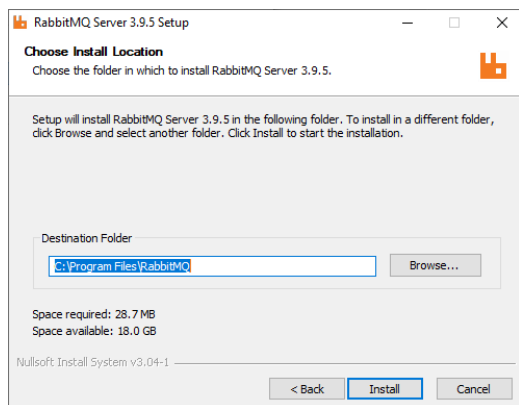 RabbitMQ Server 3.9.5 Setup
Choose Install Location
Choose the folder in which to install RabbitMQ Server 3.9.5.
Setup will install RabbitMQ Server 3.9.5 in the following folder. To install in a different folder,
click Browse and select another folder. Click Install to start the installation.
Destination Folder
C:\Program Files\RabbitMQ
Browse...
Space required: 28.7 MB
Space available: 18.0 GB
Nullsoft Install System v3.04-1
< Back Install Cancel